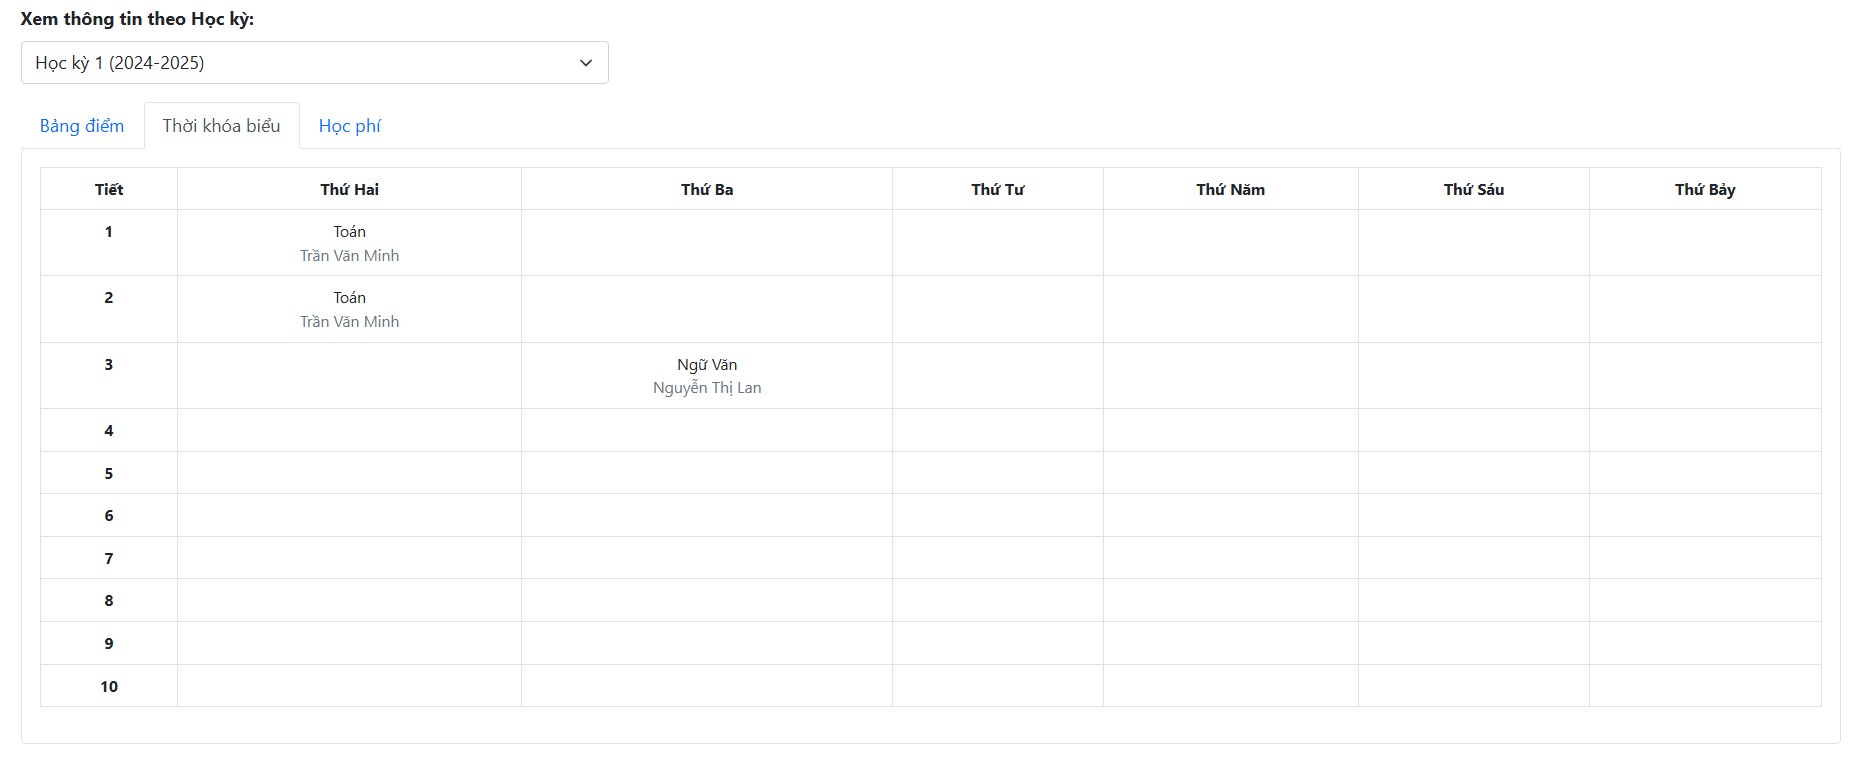 Xem thông tin theo Học kỳ:
Học kỳ 1 (2024-2025)
Bảng điểm Thời khóa biểu Học phí
Tiết Thứ Hai Thứ Ba Thứ Tư Thứ Năm Thứ Sáu Thứ Bảy
1 Toán
Trần Văn Minh
2 Toán
Trần Văn Minh
3 Ngữ Văn
Nguyễn Thị Lan
4
5
6
7
8
9
10